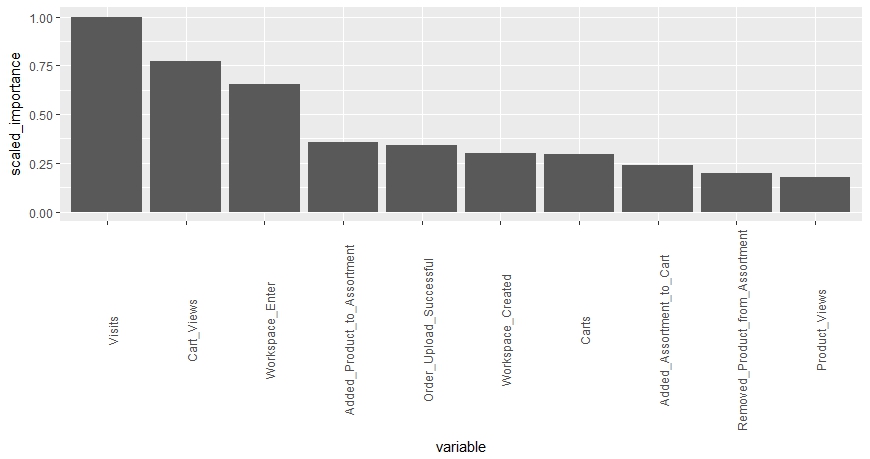 scaled_importance
1.00
0.75
0.50
0.25
0.00
Visits
Cart_Views
Workspace_Enter
Added_Product_to_Assortment
Order_Upload_Successful
Workspace_Created
Carts
Added_Assortment_to_Cart
Removed_Product_from_Assortment
Product_Views
variable